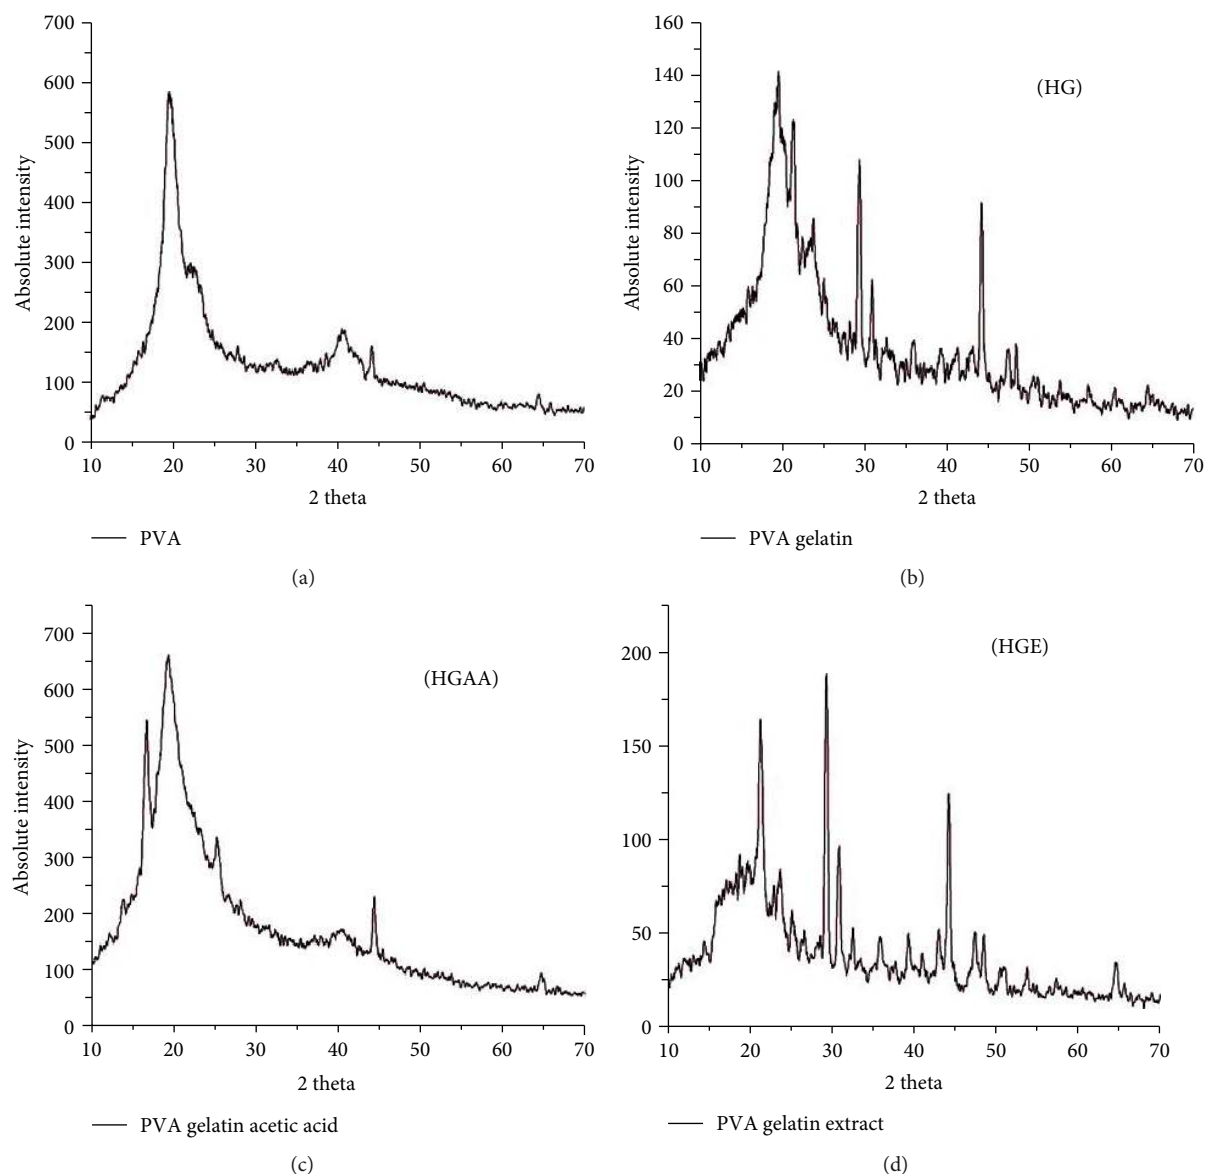 700
600
500
400
300
200
100
0
Absolute intensity
10 20 30 40 50 60 70
2 theta
PVA
(a)
160
140
120
100
80
60
40
20
0
Absolute intensity
(HG)
10 20 30 40 50 60 70
2 theta
PVA gelatin
(b)
700
600
500
400
300
200
100
0
Absolute intensity
(HGAA)
10 20 30 40 50 60 70
2 theta
PVA gelatin acetic acid
(c)
200
150
100
50
0
(HGE)
10 20 30 40 50 60 70
2 theta
PVA gelatin extract
(d)